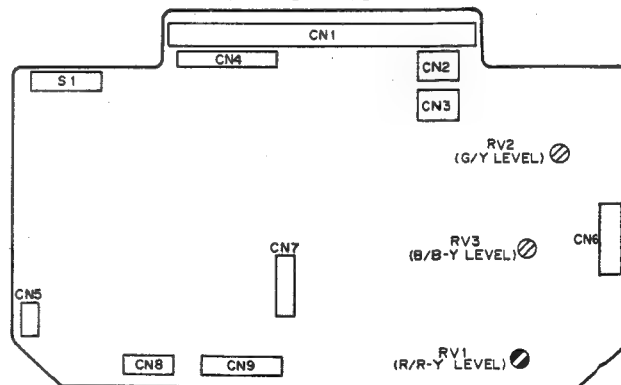 CN1
CN4
CN2
S1
CN3
RV2
(G/Y LEVEL)
RV3
(B/B-Y LEVEL)
CN6
CN7
CN5
RV1
(R/R-Y LEVEL)
CN8
CN9